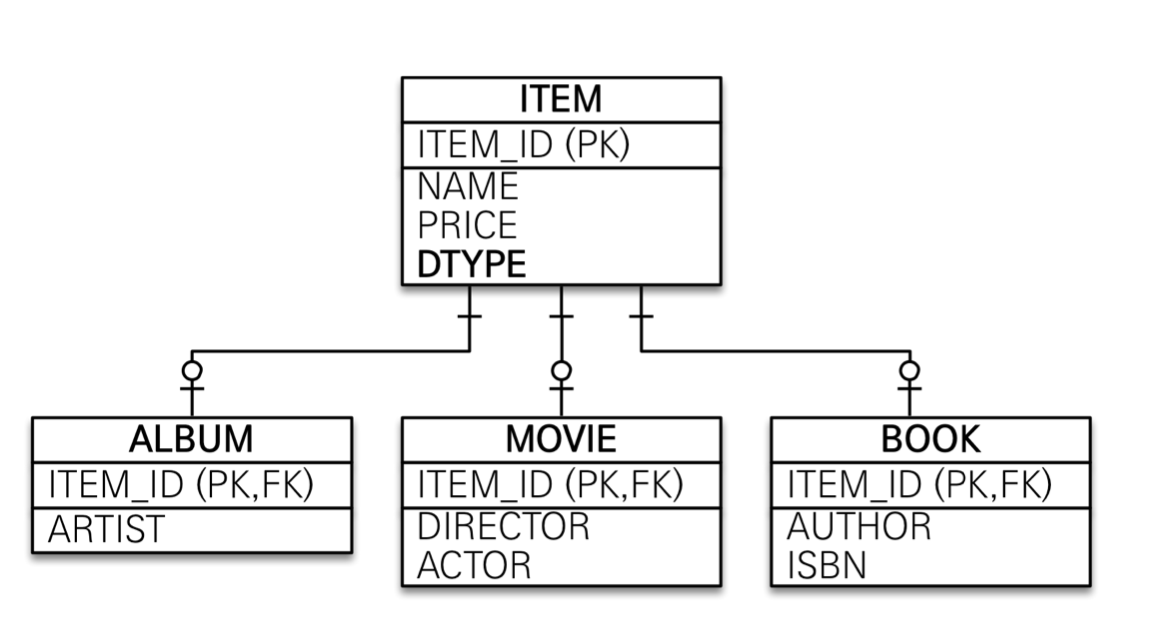 ITEM
ITEM_ID (PK)
NAME
PRICE
DTYPE
ALBUM
ITEM_ID (PK,FK)
ARTIST
MOVIE
ITEM_ID (PK,FK)
DIRECTOR
ACTOR
BOOK
ITEM_ID (PK,FK)
AUTHOR
ISBN